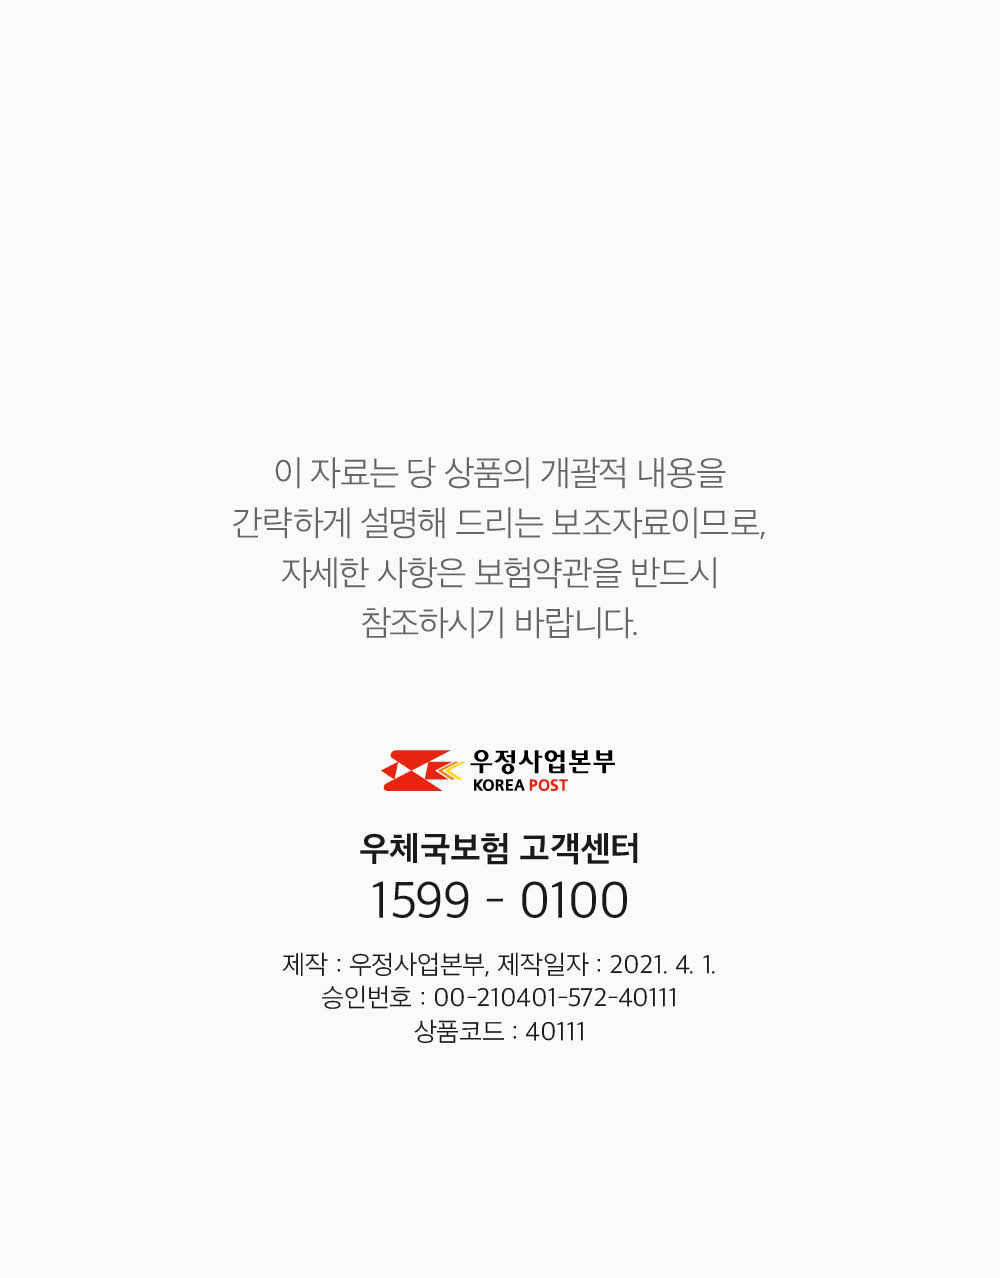 이 자료는 당 상품의 개괄적 내용을
간략하게 설명해 드리는 보조자료이므로,
자세한 사항은 보험약관을 반드시
참조하시기 바랍니다.
우정사업본부
KOREA POST
우체국보험 고객센터
1599 - 0100
제작 : 우정사업본부, 제작일자 : 2021. 4. 1.
승인번호 : 00-210401-572-40111
상품코드 : 40111